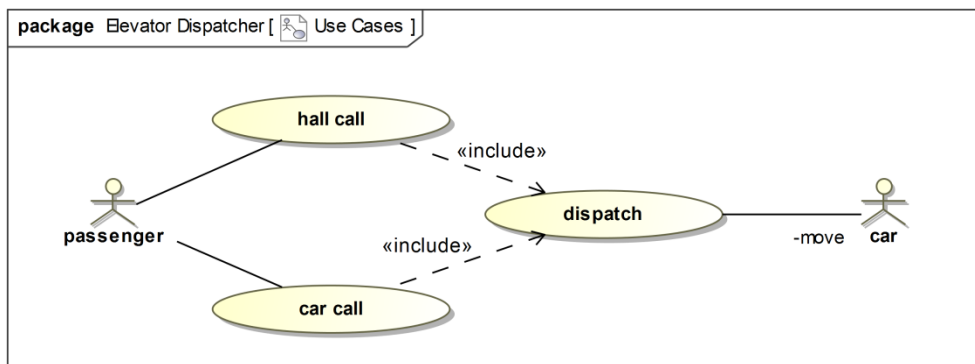 package Elevator Dispatcher [ Use Cases ]
hall call
«include»
passenger
dispatch
-move
car
«include»
car call